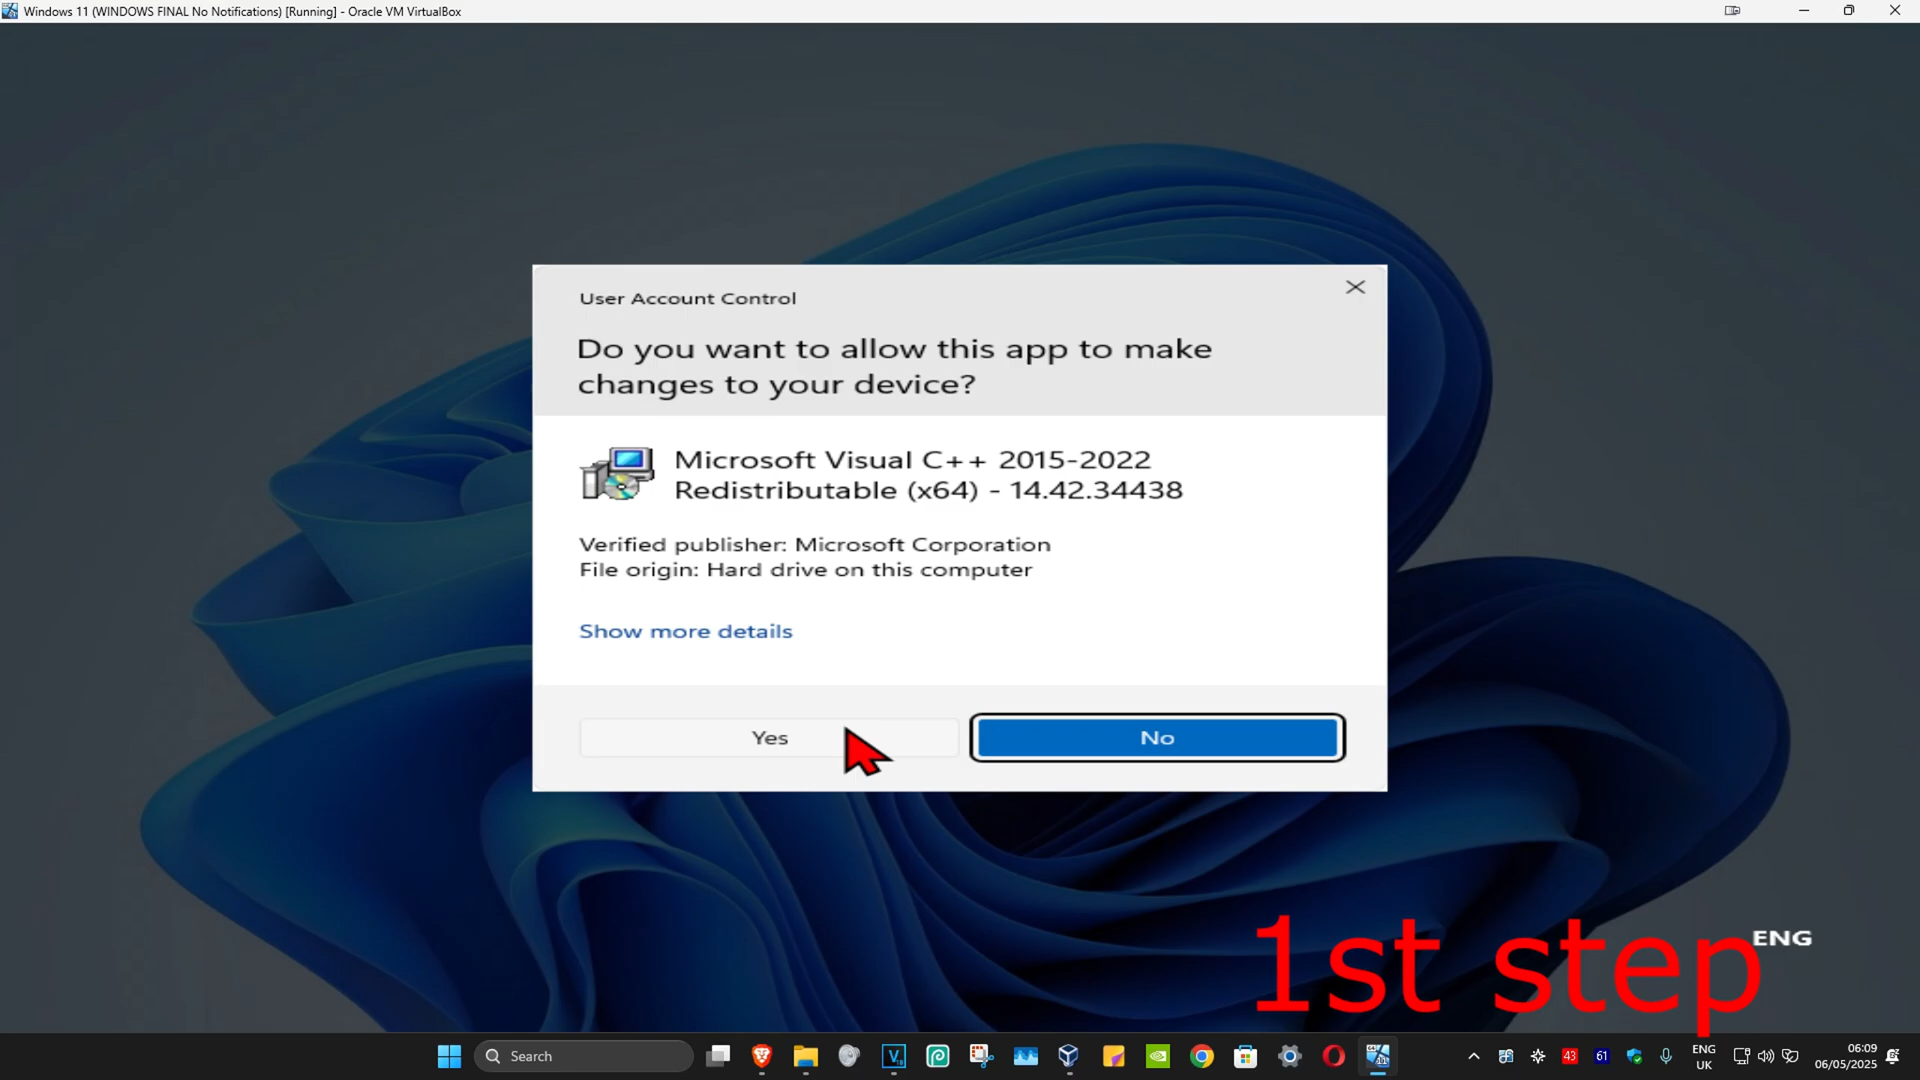 Windows 11 (WINDOWS FINAL No Notifications) [Running] - Oracle VM VirtualBox
User Account Control
Do you want to allow this app to make
changes to your device?
Microsoft Visual C++ 2015-2022
Redistributable (x64) - 14.42.34438
Verified publisher: Microsoft Corporation
File origin: Hard drive on this computer
Show more details
Yes
No
1st step
ENG
Search
43
61
ENG
UK
06:09
06/05/2025